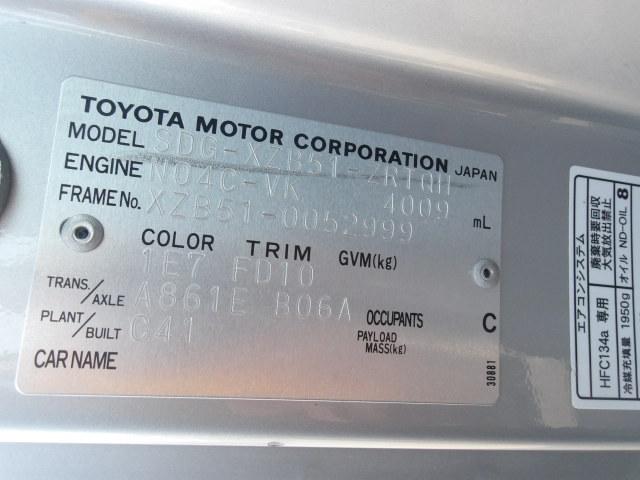 TOYOTA MOTOR CORPORATION JAPAN
MODEL SDG-XZB51-ZRTQH
ENGINE N04C-VK 4009 mL
FRAME No. XZB51-0052999
COLOR TRIM GVM(kg)
1E7 FD10
TRANS./AXLE A861E B06A
PLANT/BUILT C41
OCCUPANTS C
PAYLOAD MASS(kg)
CAR NAME
30881
エアコンシステム
HFC134a 専用
廃棄時要回収
大気放出禁止
冷媒充填量 1950g オイル ND-OIL 8